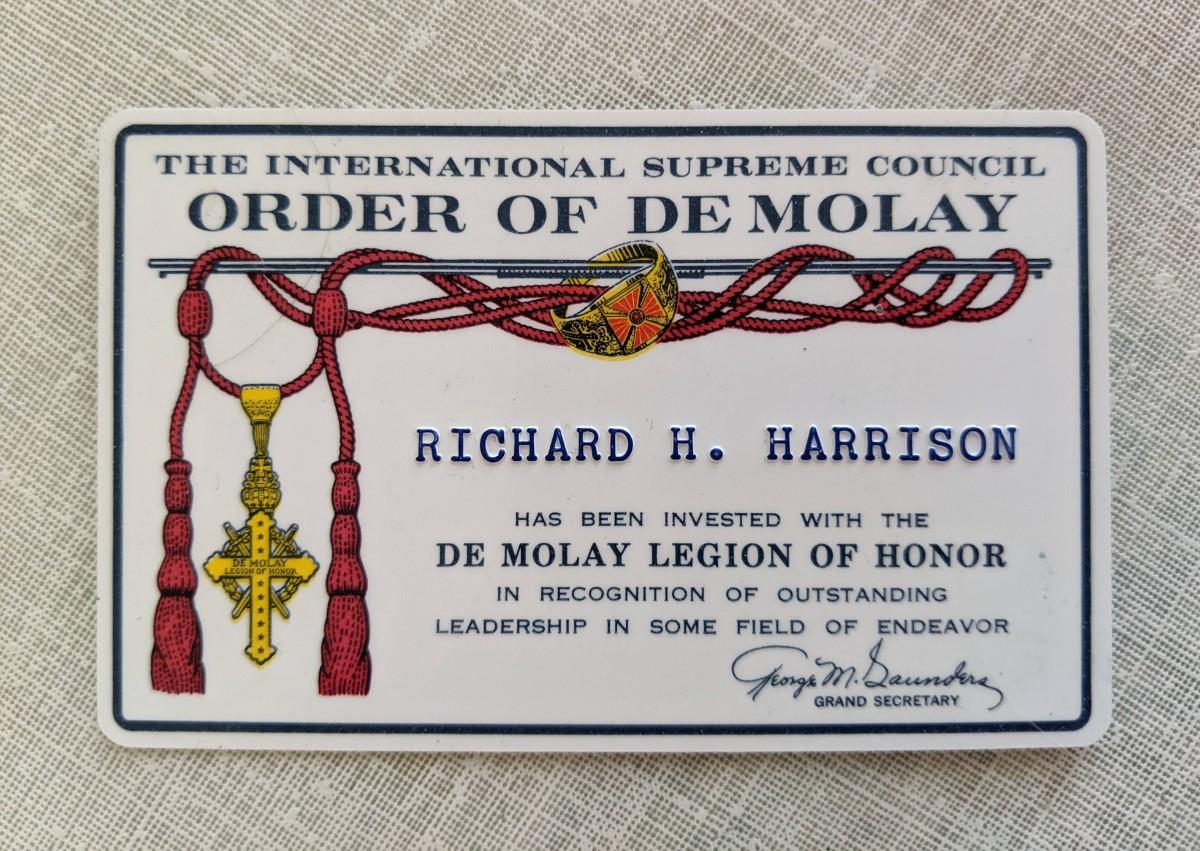 THE INTERNATIONAL SUPREME COUNCIL
ORDER OF DE MOLAY
RICHARD H. HARRISON
HAS BEEN INVESTED WITH THE
DE MOLAY LEGION OF HONOR
IN RECOGNITION OF OUTSTANDING
LEADERSHIP IN SOME FIELD OF ENDEAVOR
DE MOLAY
LEGION OF HONOR
George M. Saunders
GRAND SECRETARY